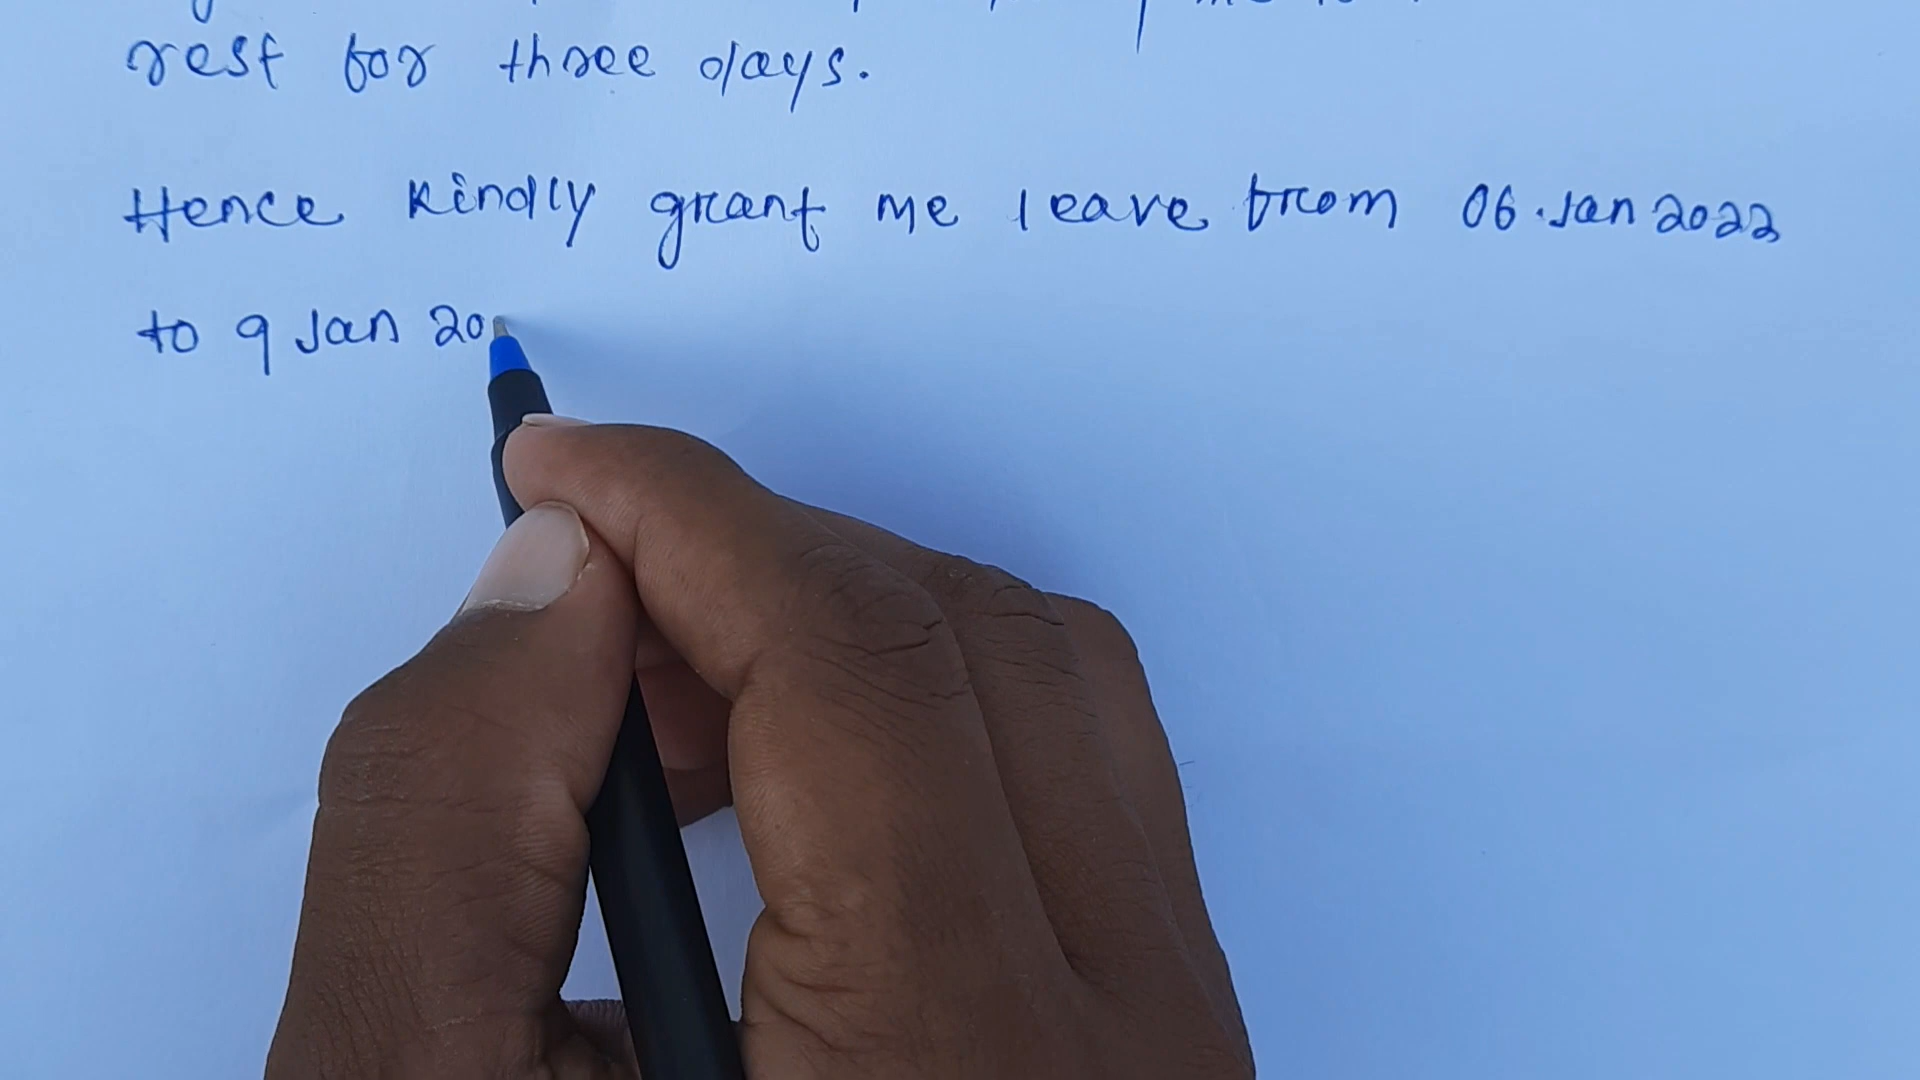 rest for three days.
Hence kindly grant me leave from 06.Jan 2022
to 9 Jan 20